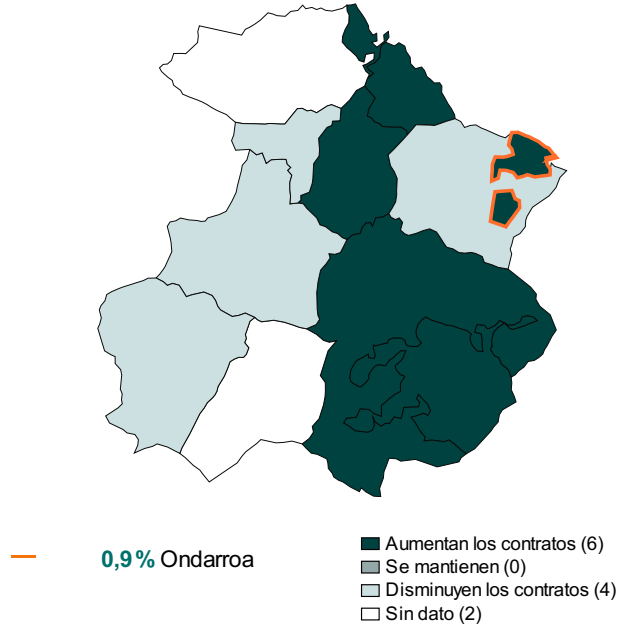 0,9 % Ondarroa
Aumentan los contratos (6)
Se mantienen (0)
Disminuyen los contratos (4)
Sin dato (2)